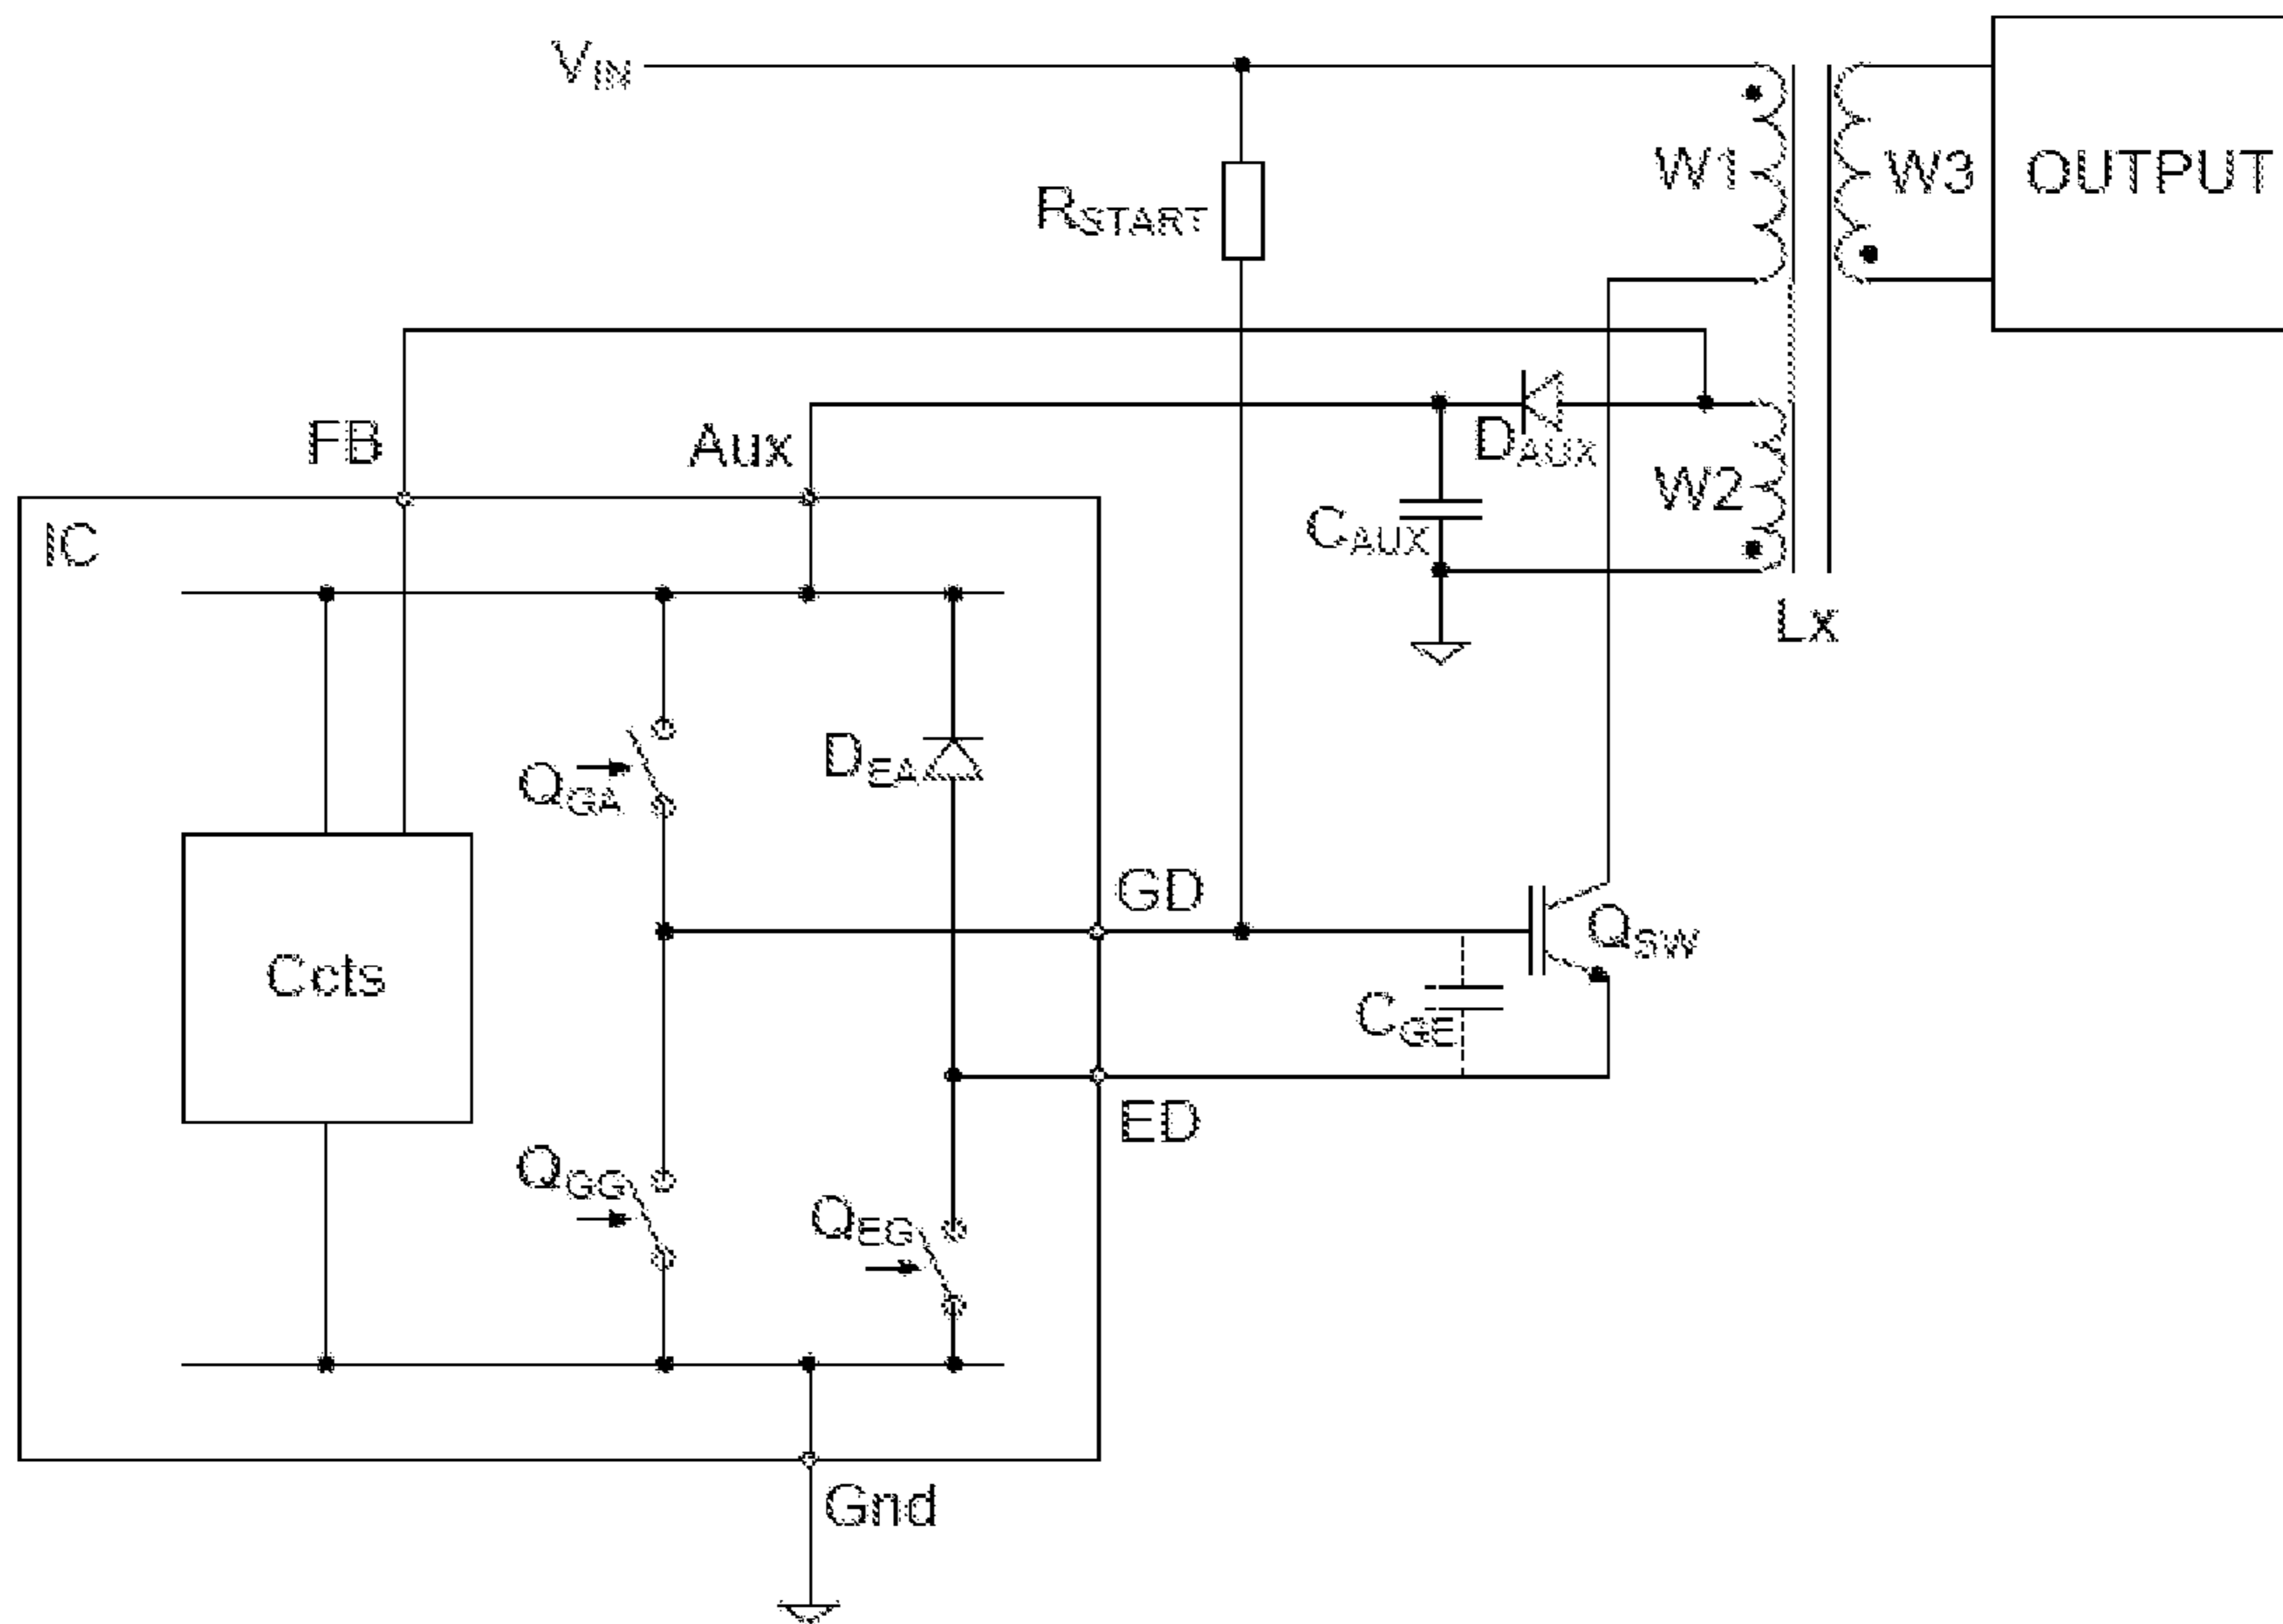 VIN
W1
W3
OUTPUT
RSTART
FB
Aux
DAUX
W2
IC
CAUX
Lx
DEA
QGA
GD
QSW
Ccts
CGE
ED
QGG
QEG
Gnd